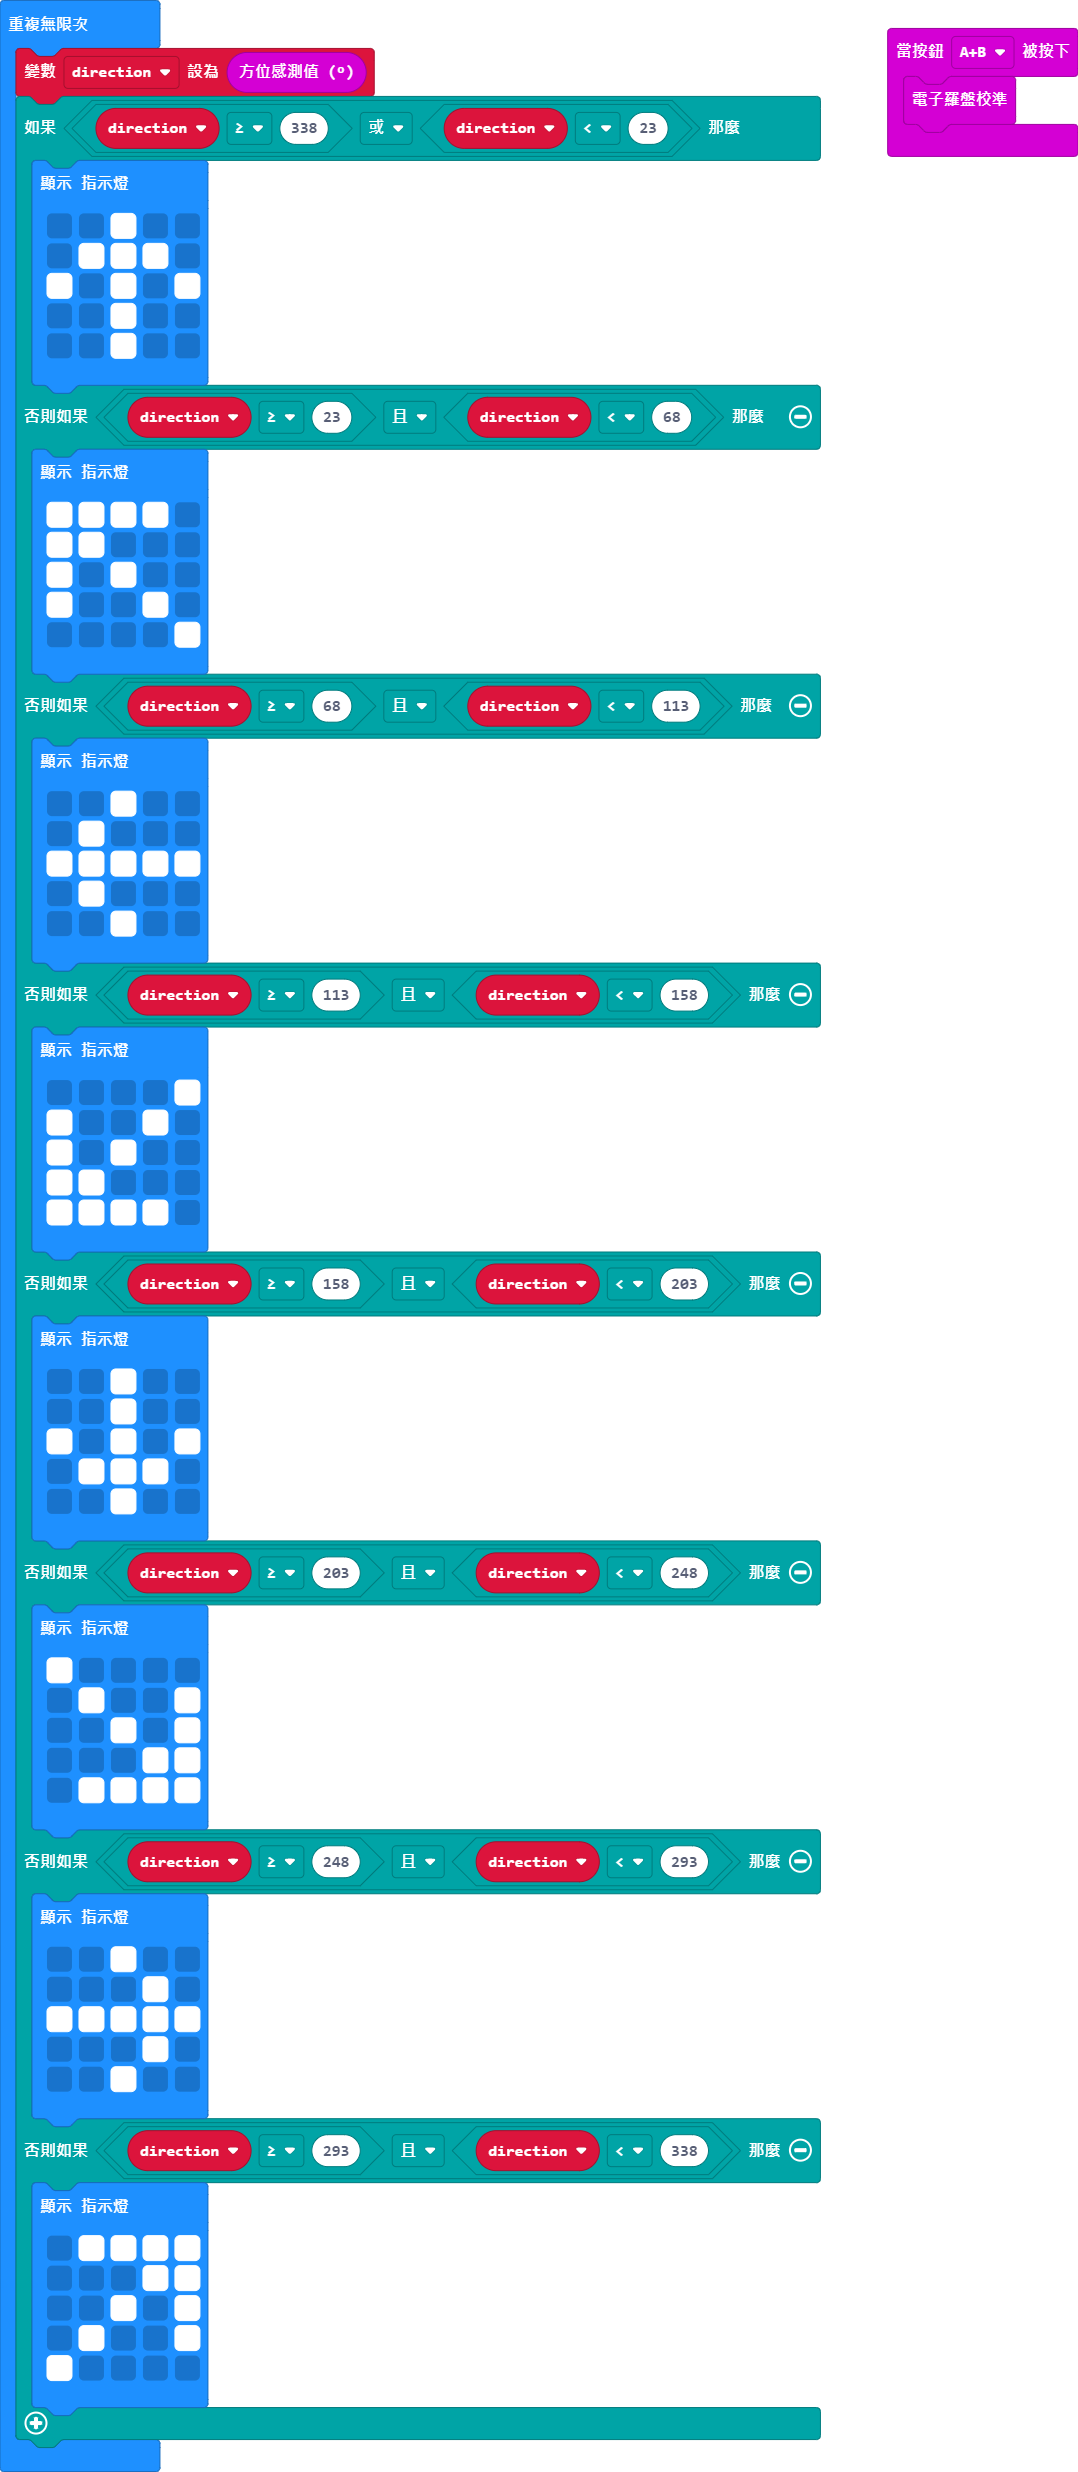 重複無限次
變數 direction 設為 方位感測值 (°)
如果 direction ≥ 338 或 direction < 23 那麼
顯示 指示燈
否則如果 direction ≥ 23 且 direction < 68 那麼
顯示 指示燈
否則如果 direction ≥ 68 且 direction < 113 那麼
顯示 指示燈
否則如果 direction ≥ 113 且 direction < 158 那麼
顯示 指示燈
否則如果 direction ≥ 158 且 direction < 203 那麼
顯示 指示燈
否則如果 direction ≥ 203 且 direction < 248 那麼
顯示 指示燈
否則如果 direction ≥ 248 且 direction < 293 那麼
顯示 指示燈
否則如果 direction ≥ 293 且 direction < 338 那麼
顯示 指示燈
當按鈕 A+B 被按下
電子羅盤校準